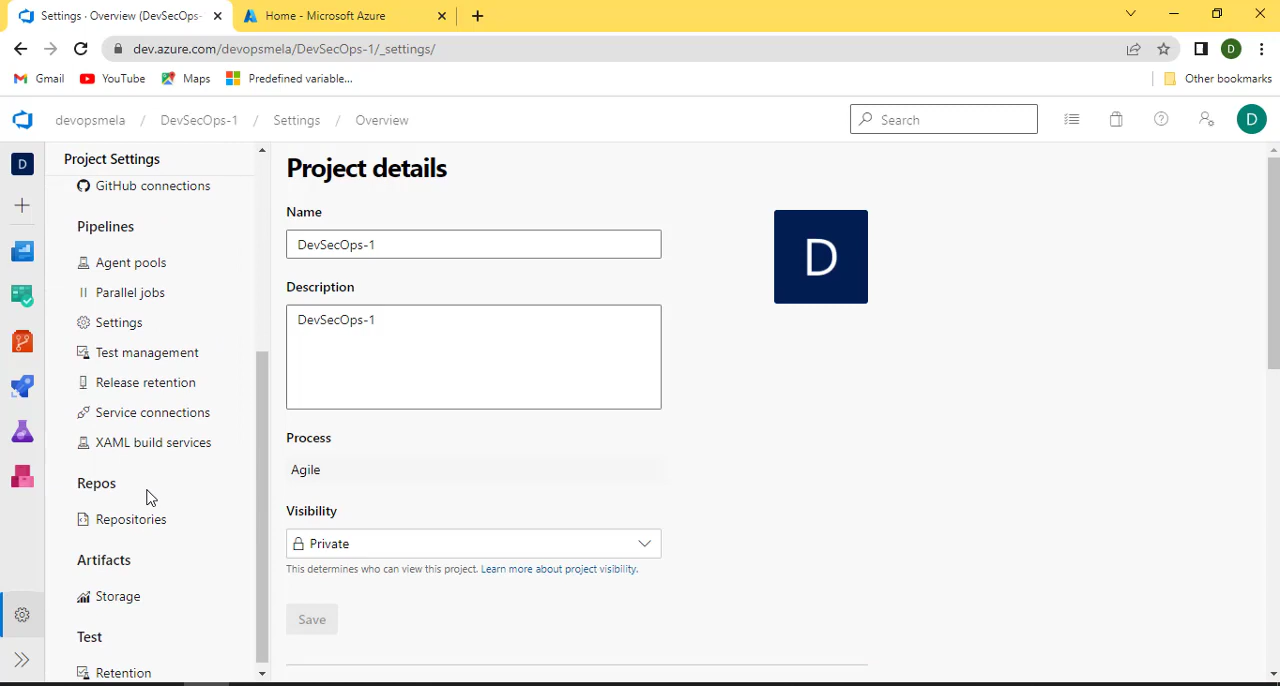 Settings · Overview (DevSecOps-
Home - Microsoft Azure
dev.azure.com/devopsmela/DevSecOps-1/_settings/
D
Gmail
YouTube
Maps
Predefined variable...
Other bookmarks
devopsmela / DevSecOps-1 / Settings / Overview
Search
D
D
Project Settings
GitHub connections
Pipelines
Agent pools
Parallel jobs
Settings
Test management
Release retention
Service connections
XAML build services
Repos
Repositories
Artifacts
Storage
Test
Retention
Project details
Name
DevSecOps-1
Description
DevSecOps-1
D
Process
Agile
Visibility
Private
This determines who can view this project. Learn more about project visibility.
Save